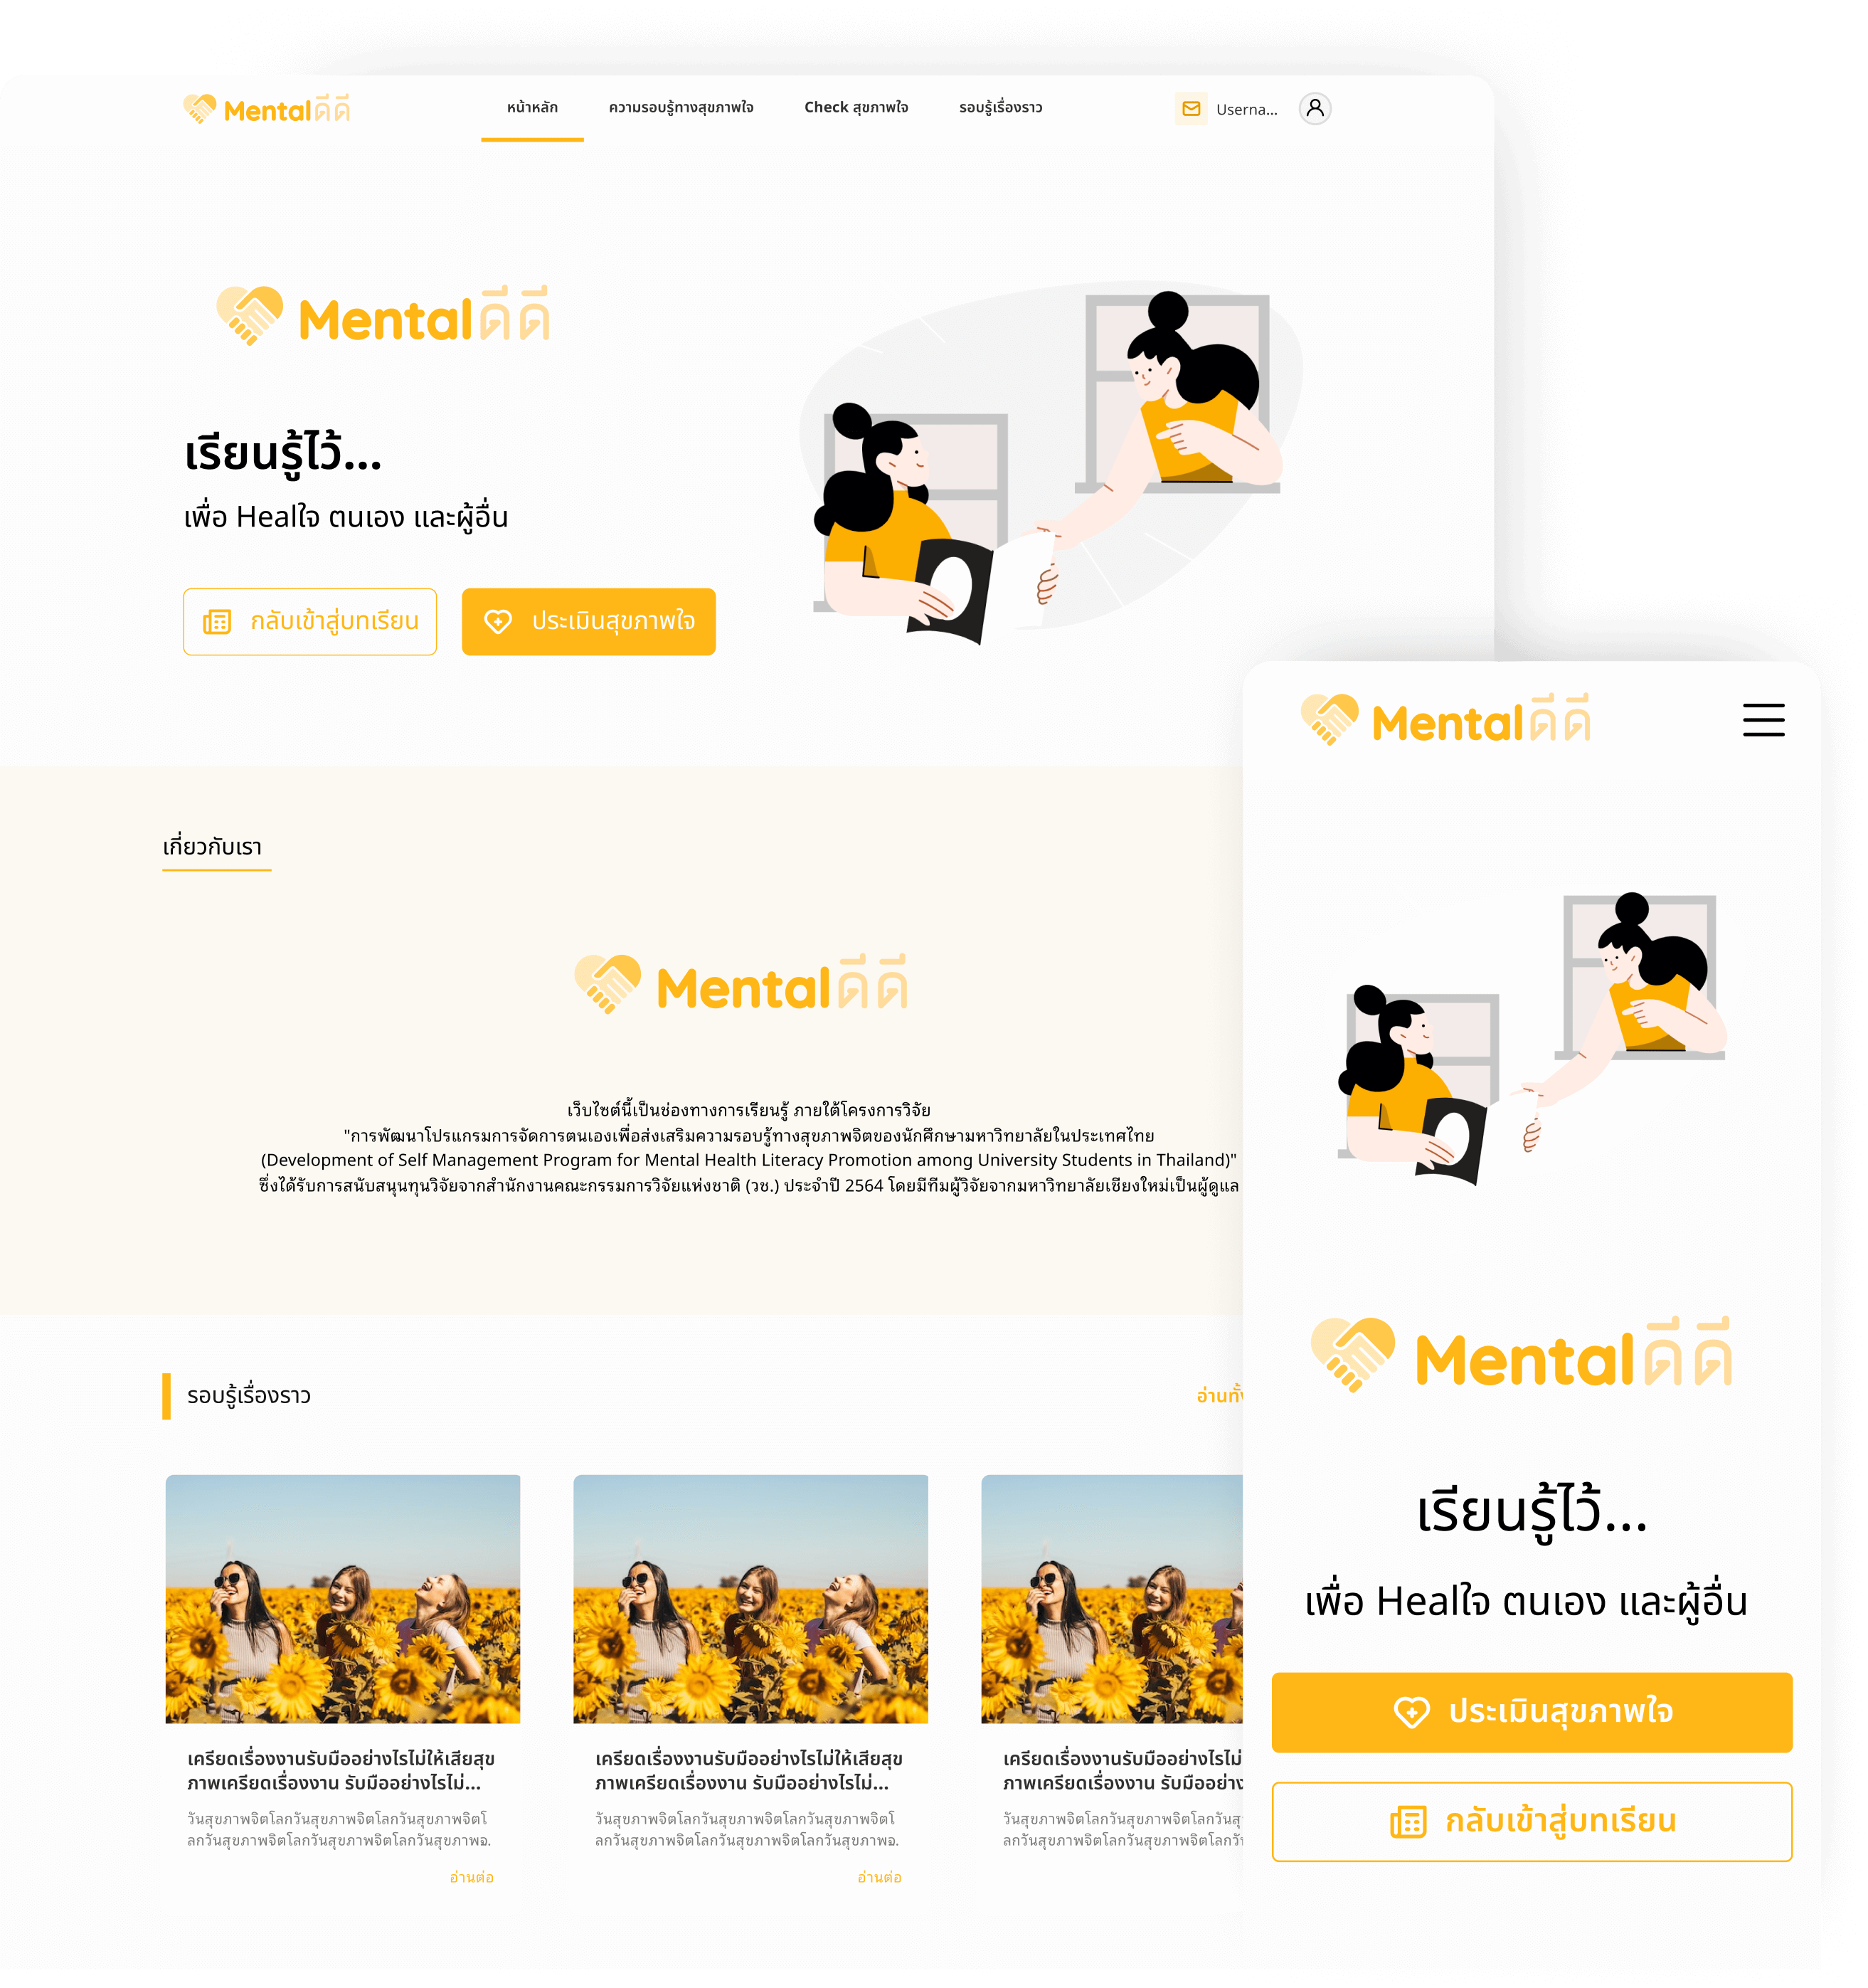 Mentalดีดี
หน้าหลัก
ความรอบรู้ทางสุขภาพใจ
Check สุขภาพใจ
รอบรู้เรื่องราว
Userna...
Mentalดีดี
เรียนรู้ไว้...
เพื่อ Healใจ ตนเอง และผู้อื่น
กลับเข้าสู่บทเรียน
ประเมินสุขภาพใจ
เกี่ยวกับเรา
Mentalดีดี
เว็บไซต์นี้เป็นช่องทางการเรียนรู้ ภายใต้โครงการวิจัย
"การพัฒนาโปรแกรมการจัดการตนเองเพื่อส่งเสริมความรอบรู้ทางสุขภาพจิตของนักศึกษามหาวิทยาลัยในประเทศไทย
(Development of Self Management Program for Mental Health Literacy Promotion among University Students in Thailand)"
ซึ่งได้รับการสนับสนุนทุนวิจัยจากสำนักงานคณะกรรมการวิจัยแห่งชาติ (วช.) ประจำปี 2564 โดยมีทีมผู้วิจัยจากมหาวิทยาลัยเชียงใหม่เป็นผู้ดูแล
รอบรู้เรื่องราว
เครียดเรื่องงานรับมืออย่างไรไม่ให้เสียสุข
ภาพเครียดเรื่องงาน รับมืออย่างไรไม่...
วันสุขภาพจิตโลกวันสุขภาพจิตโลกวันสุขภาพจิตโ
ลกวันสุขภาพจิตโลกวันสุขภาพจิตโลกวันสุขภาพจ.
อ่านต่อ
เครียดเรื่องงานรับมืออย่างไรไม่ให้เสียสุข
ภาพเครียดเรื่องงาน รับมืออย่างไรไม่...
วันสุขภาพจิตโลกวันสุขภาพจิตโลกวันสุขภาพจิตโ
ลกวันสุขภาพจิตโลกวันสุขภาพจิตโลกวันสุขภาพจ.
อ่านต่อ
เครียดเรื่องงานรับมืออย่างไรไม่
ภาพเครียดเรื่องงาน รับมืออย่าง
วันสุขภาพจิตโลกวันสุขภาพจิตโลกวันสุ
ลกวันสุขภาพจิตโลกวันสุขภาพจิตโลกวั
Mentalดีดี
Mentalดีดี
เรียนรู้ไว้...
เพื่อ Healใจ ตนเอง และผู้อื่น
ประเมินสุขภาพใจ
กลับเข้าสู่บทเรียน